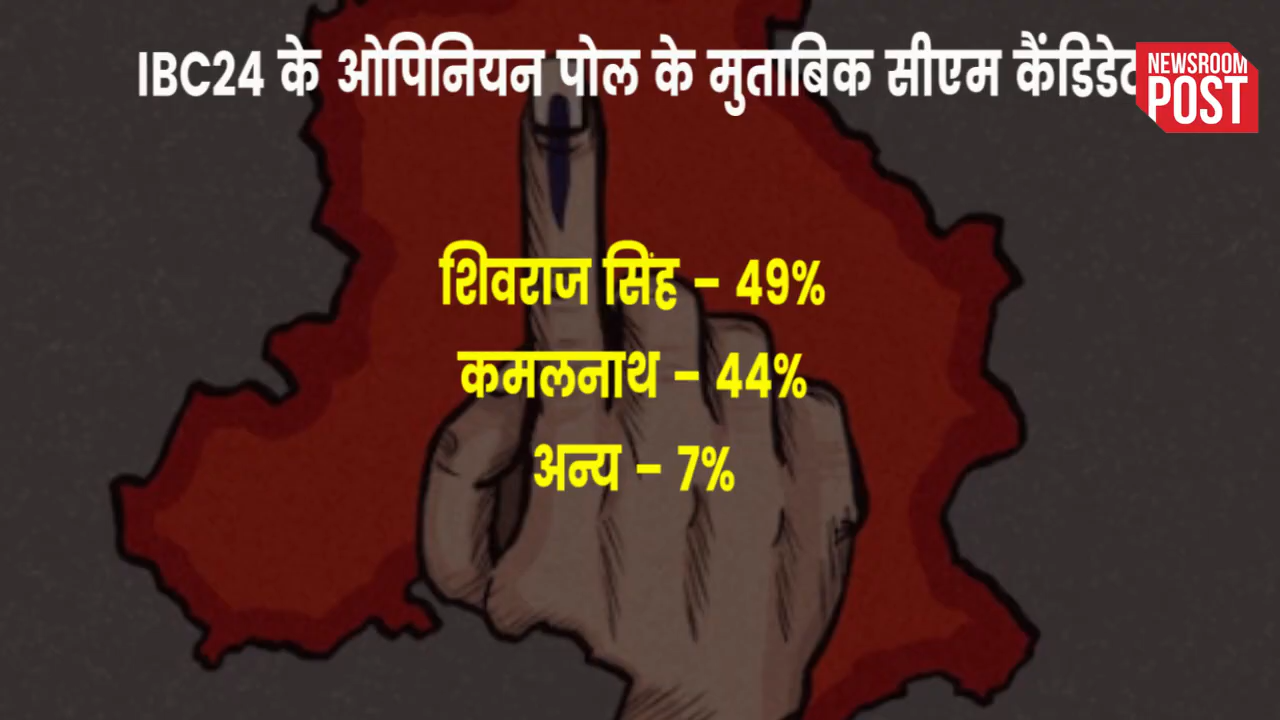 IBC24 के ओपिनियन पोल के मुताबिक सीएम
NEWSROOM
POST
शिवराज सिंह – 49%
कमलनाथ – 44%
अन्य – 7%